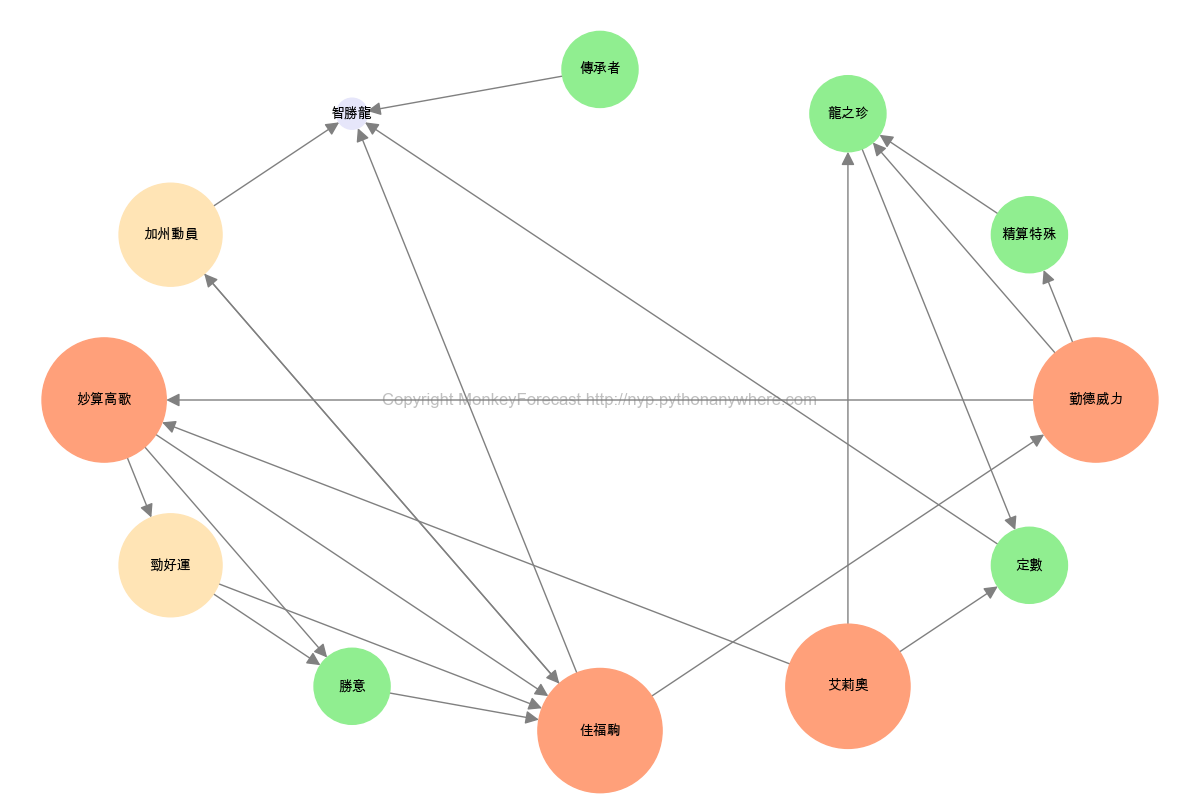 傳承者
智勝龍
龍之珍
加州動員
精算特殊
妙算高歌
Copyright MonkeyForecast http://nyp.pythonanywhere.com
勤德威力
勁好運
定數
勝意
艾莉奧
佳福駒